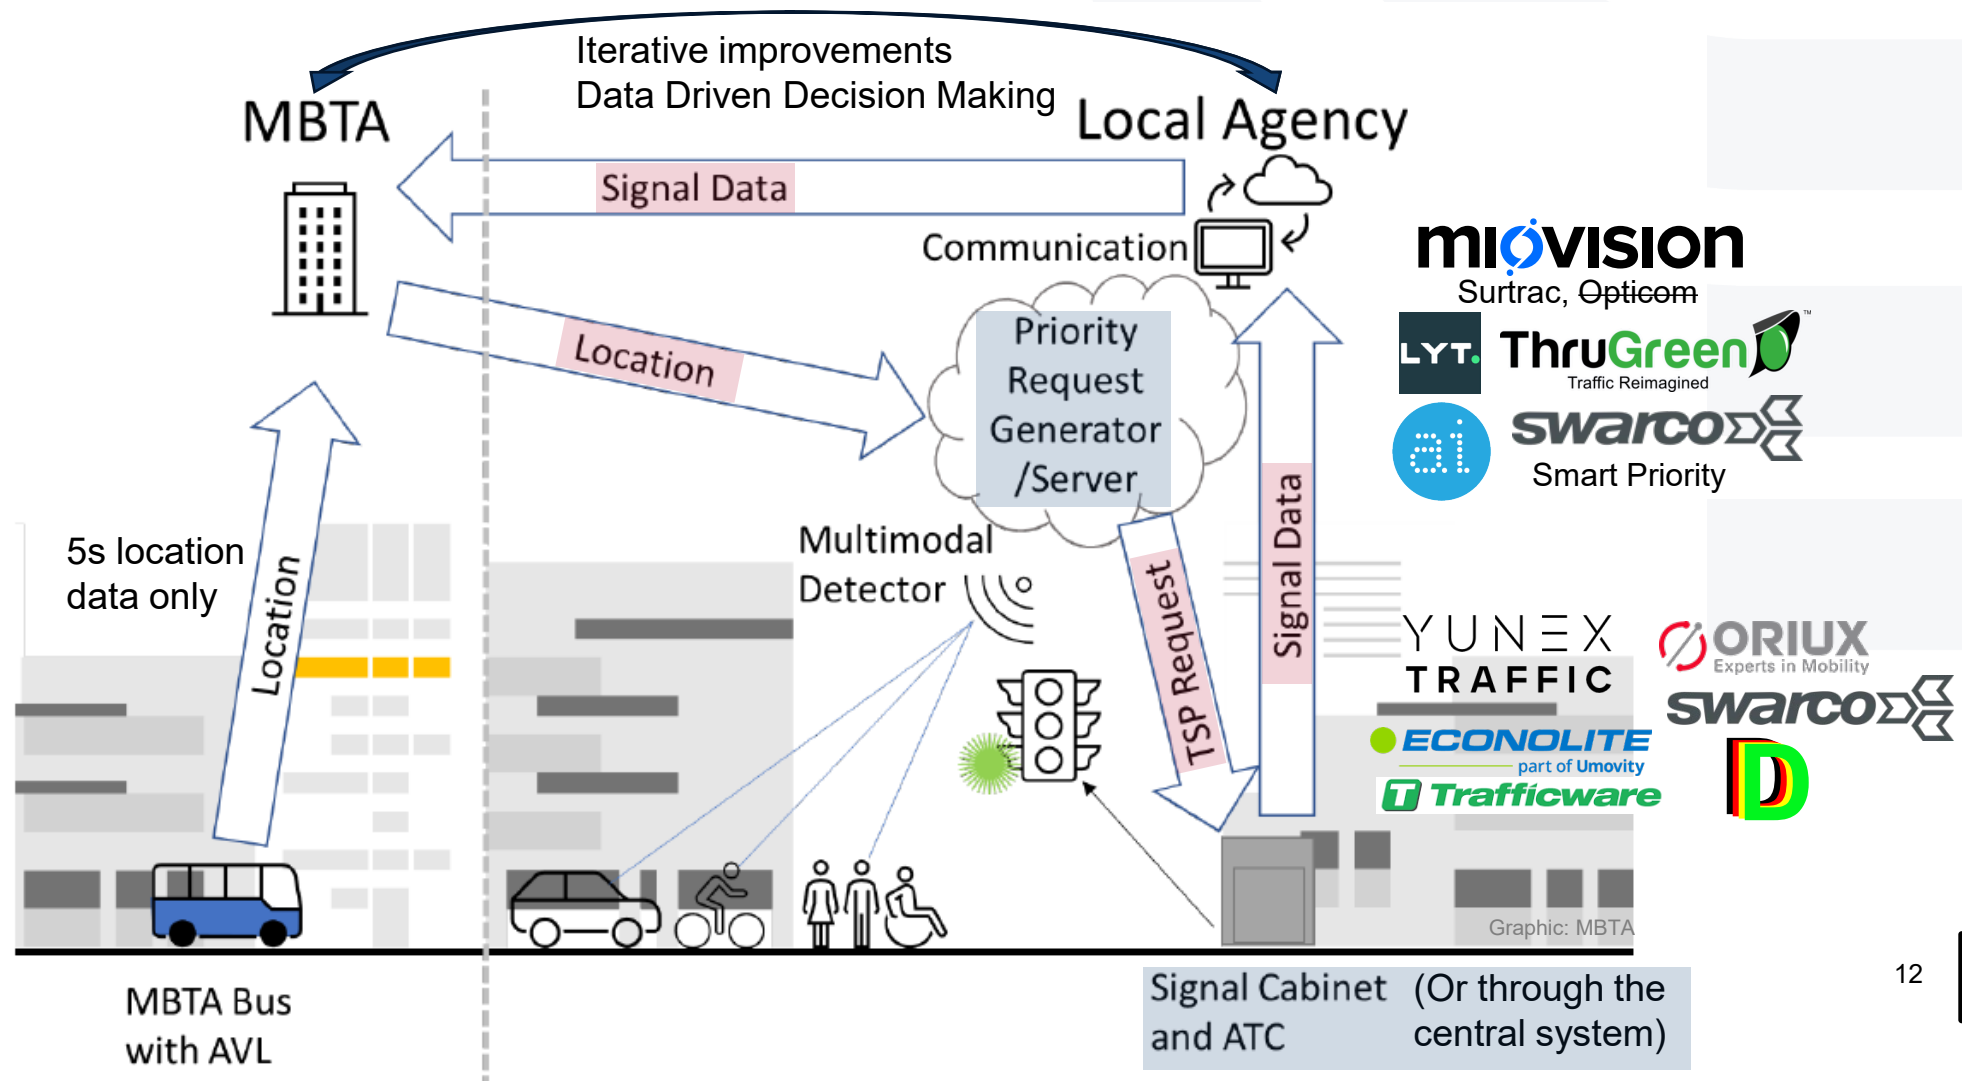 Iterative improvements
Data Driven Decision Making
MBTA
Local Agency
Signal Data
Communication
Location
Priority
Request
Generator
/Server
miovision
Surtrac, Opticom
LYT.
ThruGreen
TM
Traffic Reimagined
ai
swarco
Smart Priority
5s location
data only
Location
Multimodal
Detector
TSP Request
Signal Data
YUNEX
TRAFFIC
ORIUX
Experts in Mobility
swarco
ECONOLITE
part of Umovity
T Trafficware
D
Graphic: MBTA
MBTA Bus
with AVL
Signal Cabinet
and ATC
(Or through the
central system)
12